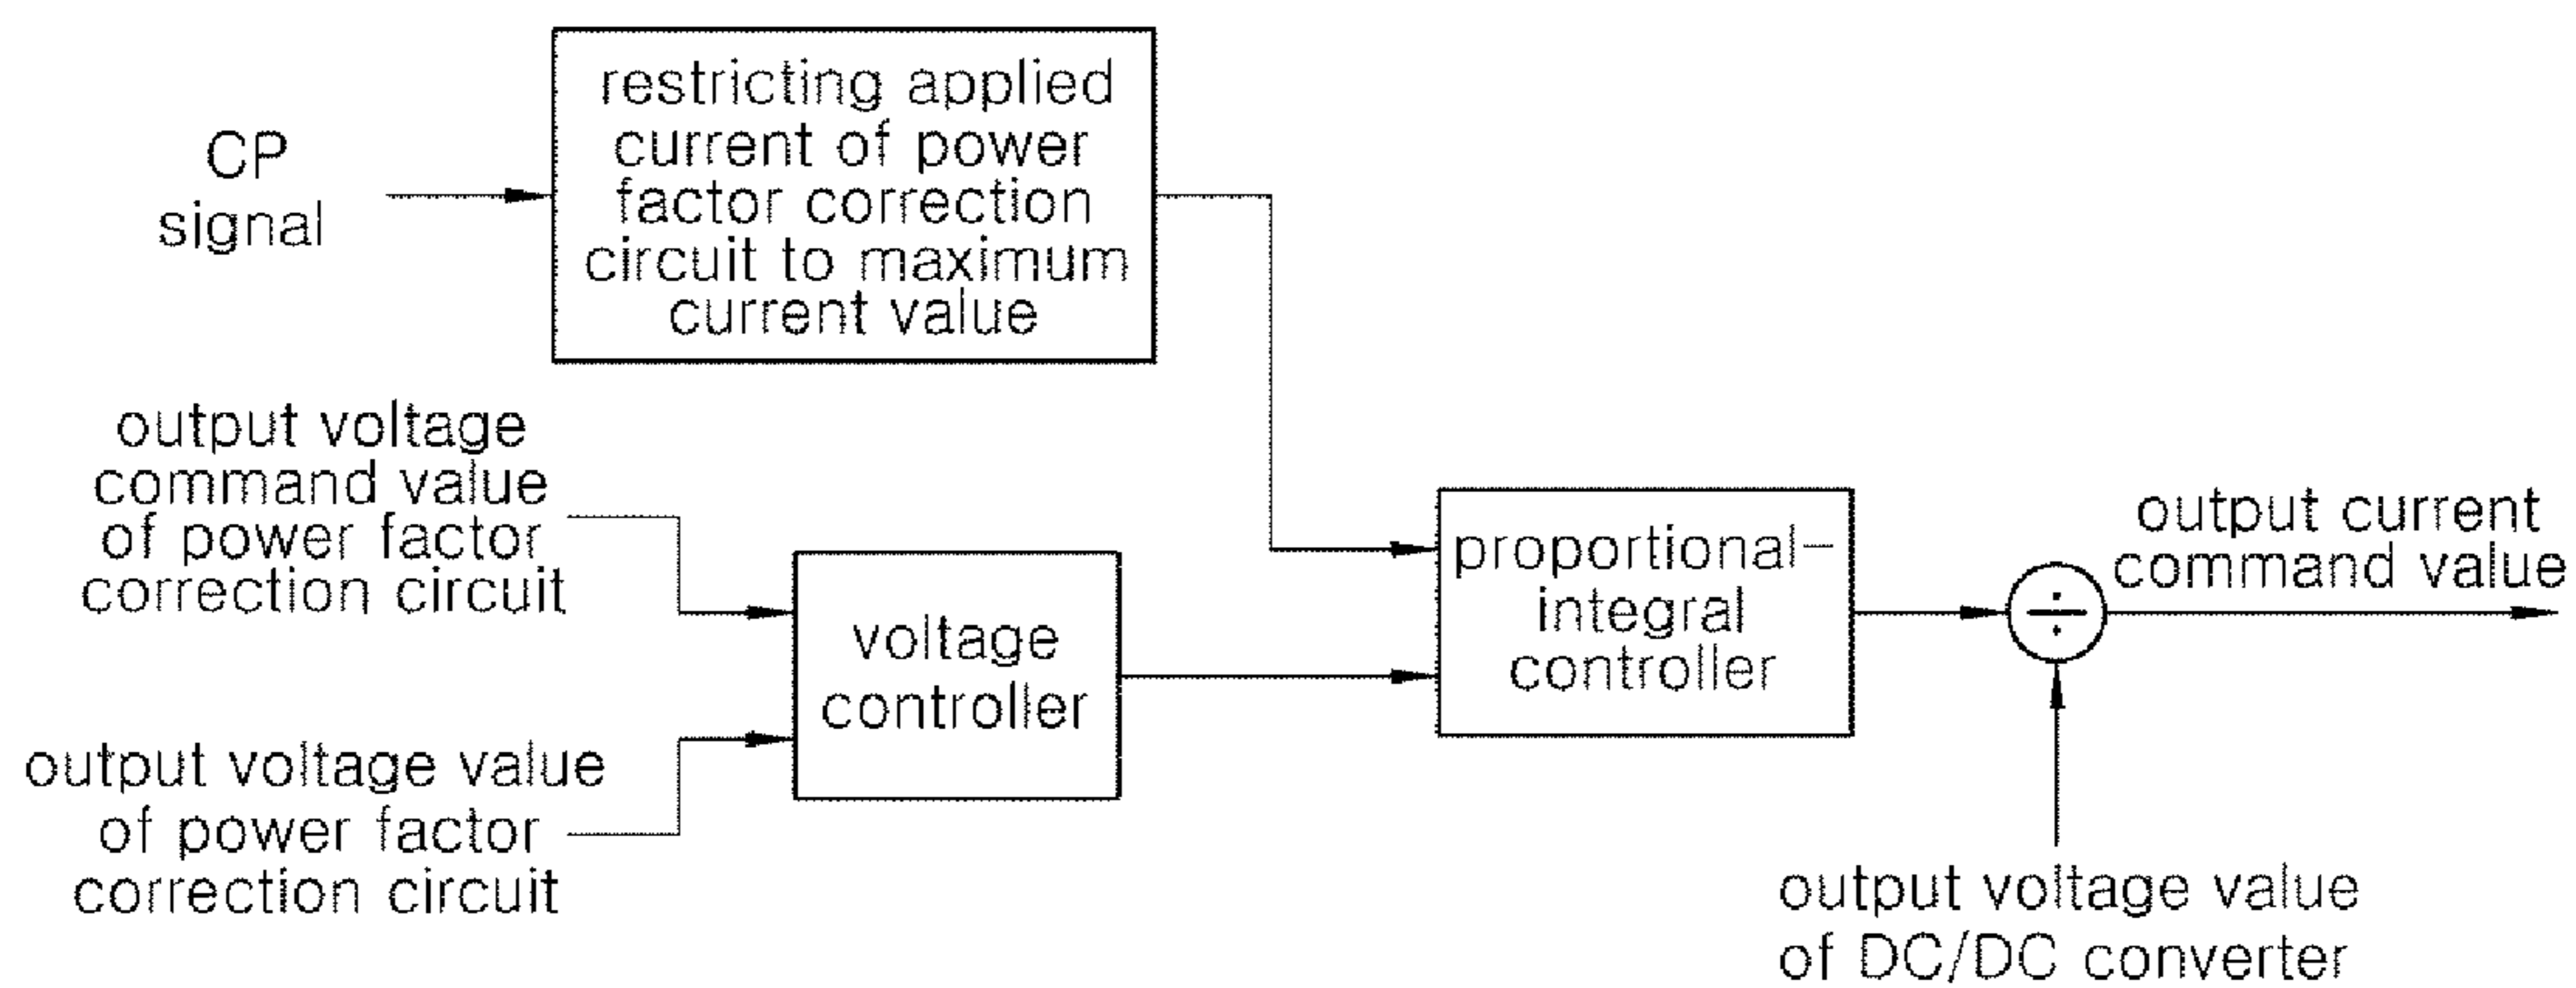 CP
signal
restricting applied
current of power
factor correction
circuit to maximum
current value
output voltage
command value
of power factor
correction circuit
output voltage value
of power factor
correction circuit
voltage
controller
proportional-
integral
controller
÷
output current
command value
output voltage value
of DC/DC converter